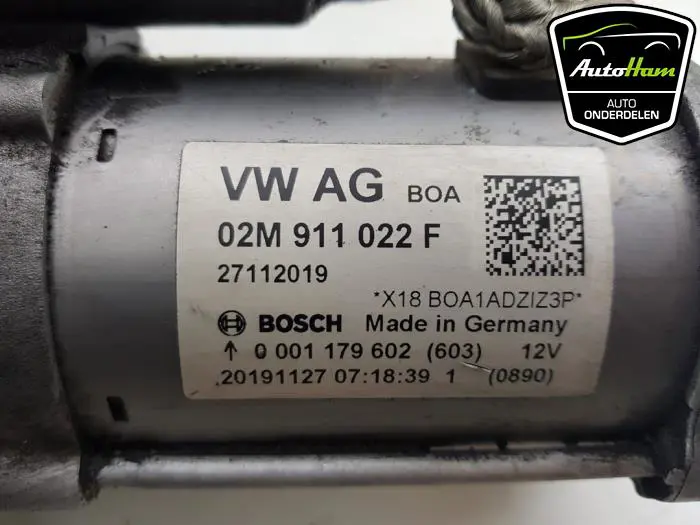 AutoHam
AUTO
ONDERDELEN
VW AG BOA
02M 911 022 F
27112019
*X18 BOA1ADZIZ3P*
BOSCH Made in Germany
↑ 0 001 179 602 (603) 12V
20191127 07:18:39 1 (0890)